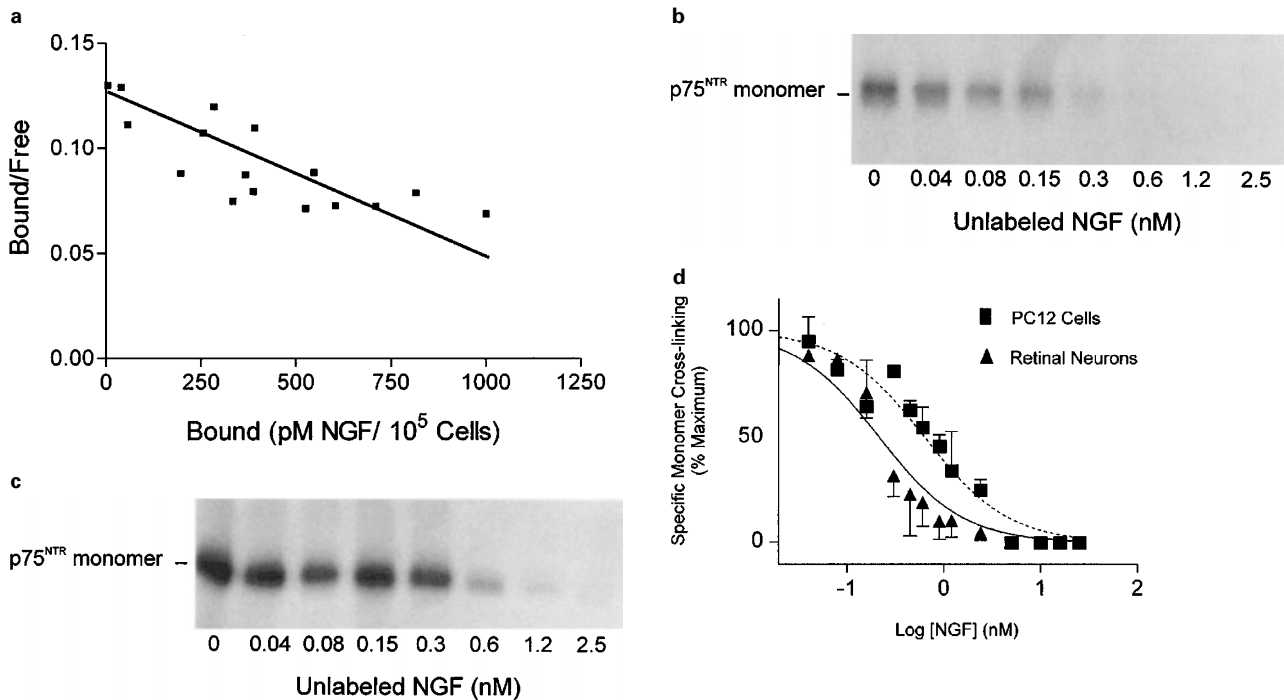 a
0.15
0.10
0.05
0.00
Bound/Free
0 250 500 750 1000 1250
Bound (pM NGF/ 10⁵ Cells)
b
p75ᴺᵀᴿ monomer
0 0.04 0.08 0.15 0.3 0.6 1.2 2.5
Unlabeled NGF (nM)
c
p75ᴺᵀᴿ monomer
0 0.04 0.08 0.15 0.3 0.6 1.2 2.5
Unlabeled NGF (nM)
d
Specific Monomer Cross-linking
(% Maximum)
100
50
0
PC12 Cells
Retinal Neurons
-1 0 1 2
Log [NGF] (nM)